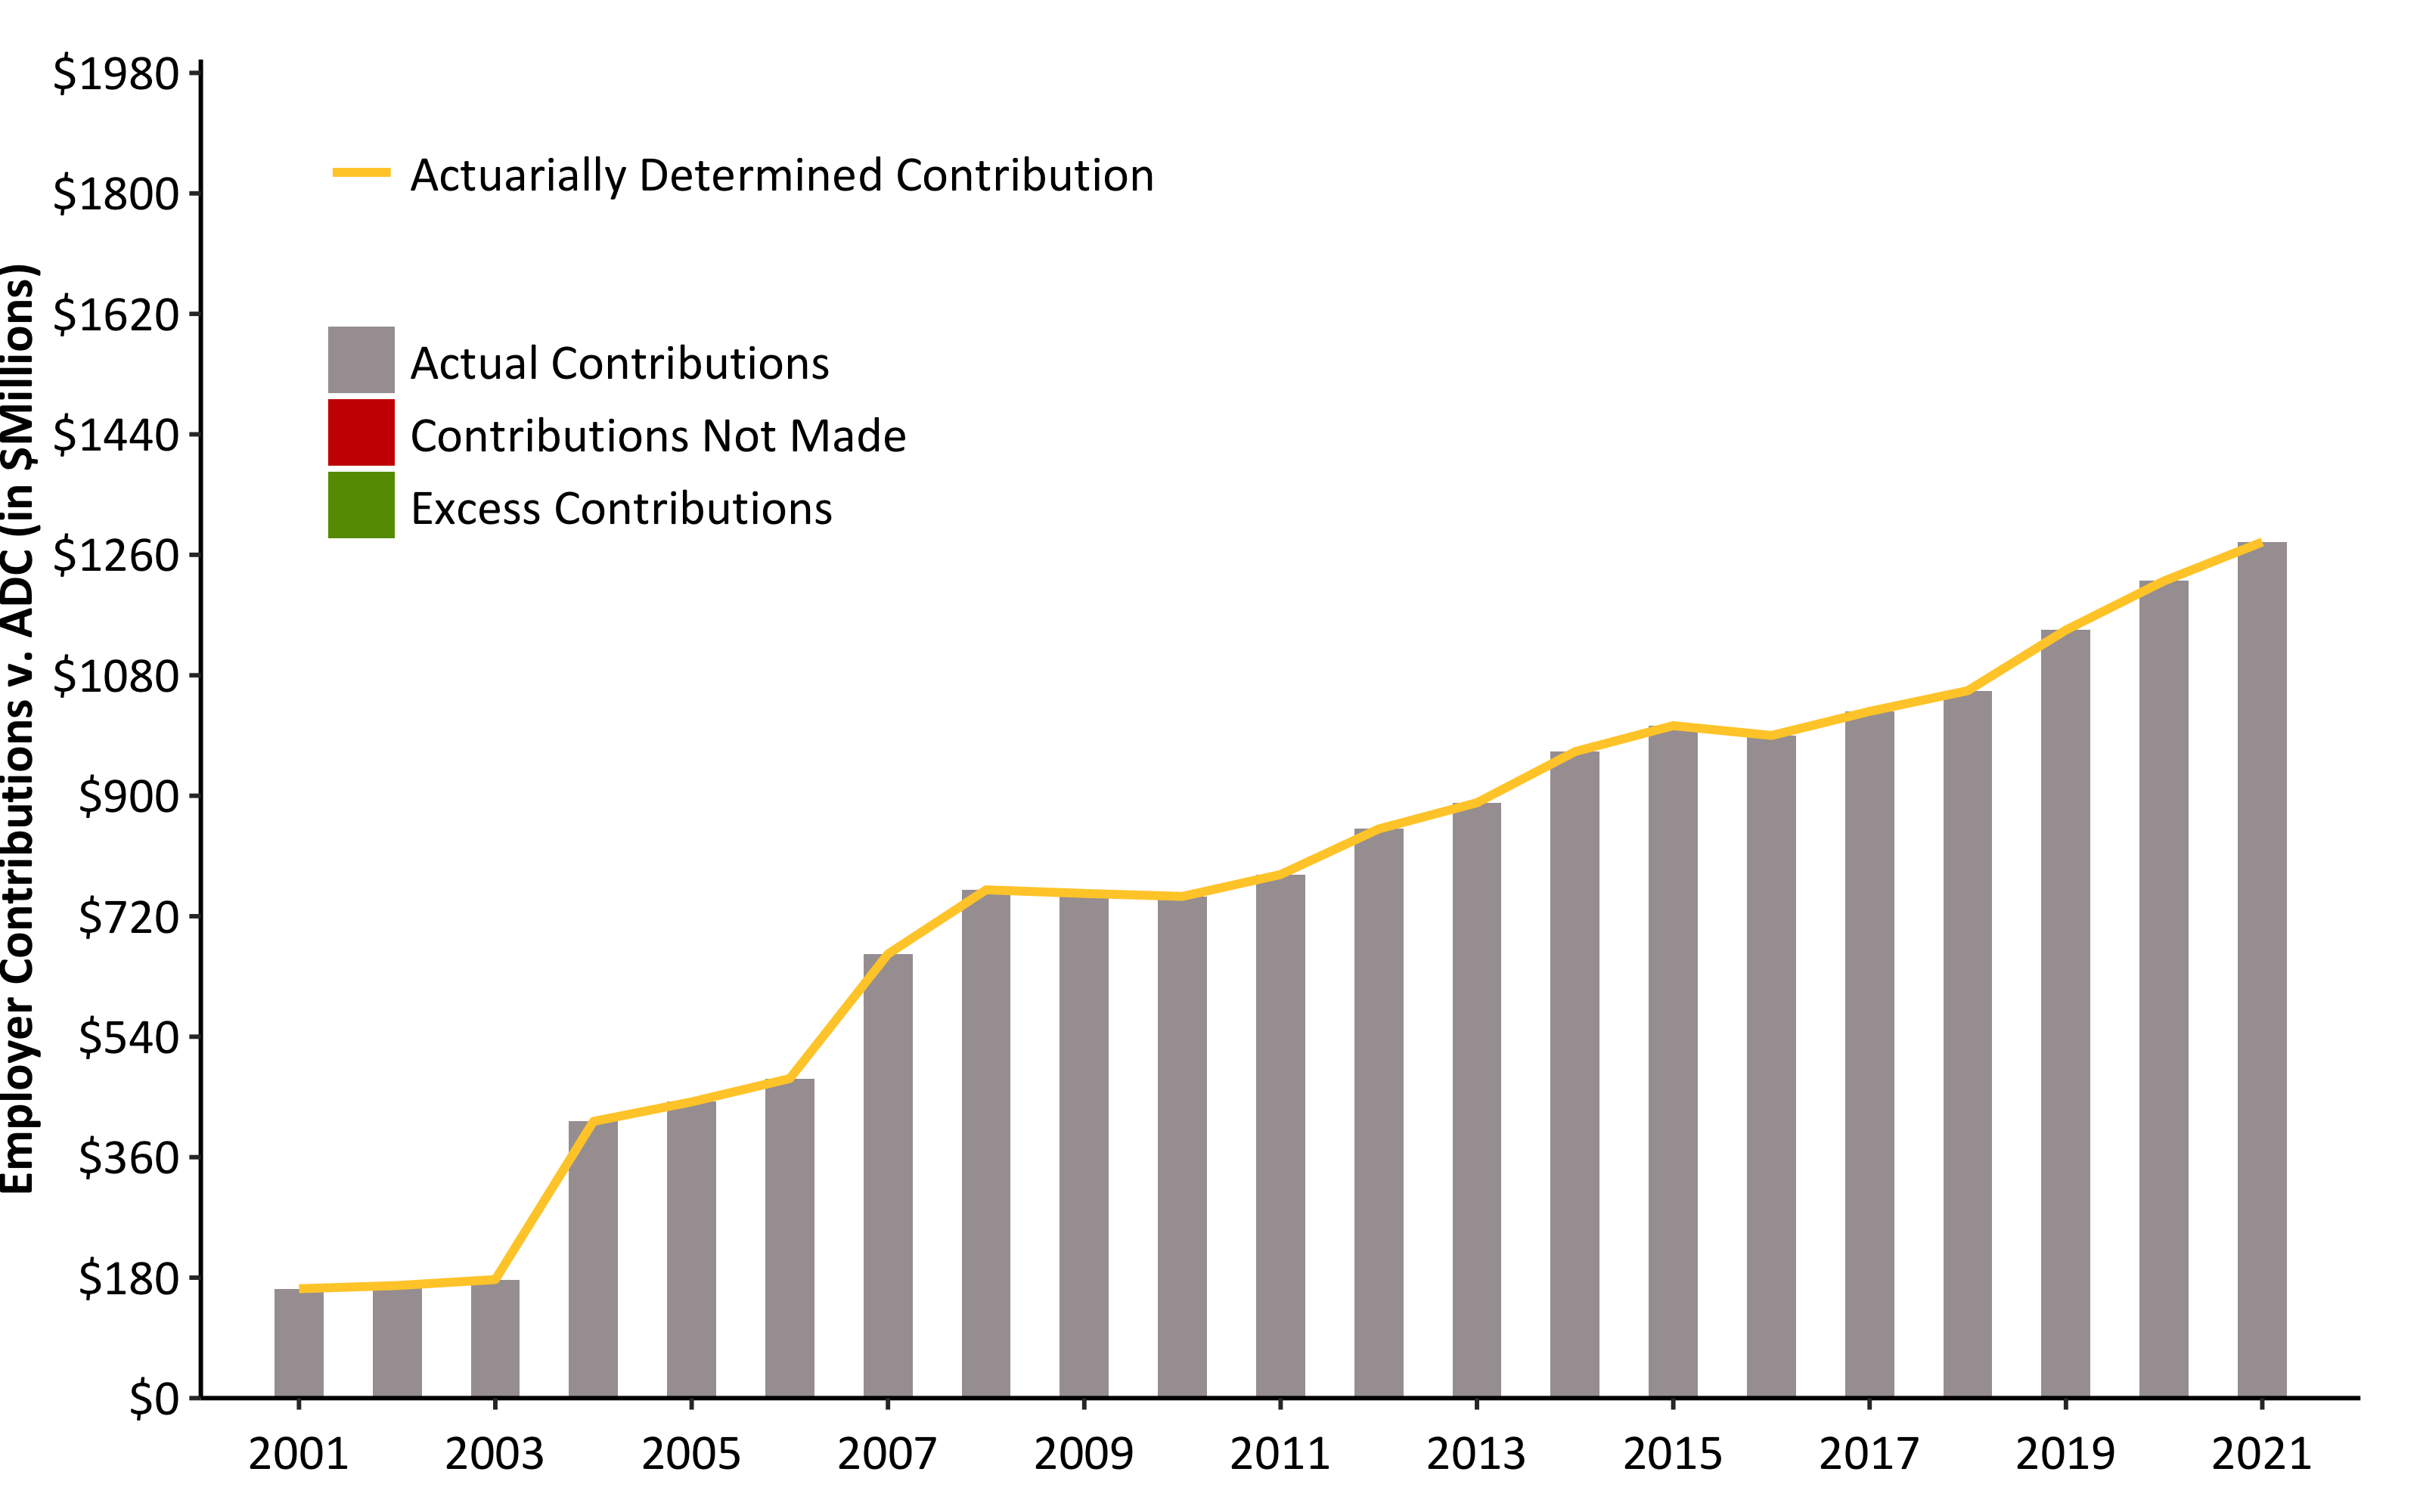 Employer Contributions v. ADC (in $Millions)
$1980
$1800
$1620
$1440
$1260
$1080
$900
$720
$540
$360
$180
$0
Actuarially Determined Contribution
Actual Contributions
Contributions Not Made
Excess Contributions
2001 2003 2005 2007 2009 2011 2013 2015 2017 2019 2021